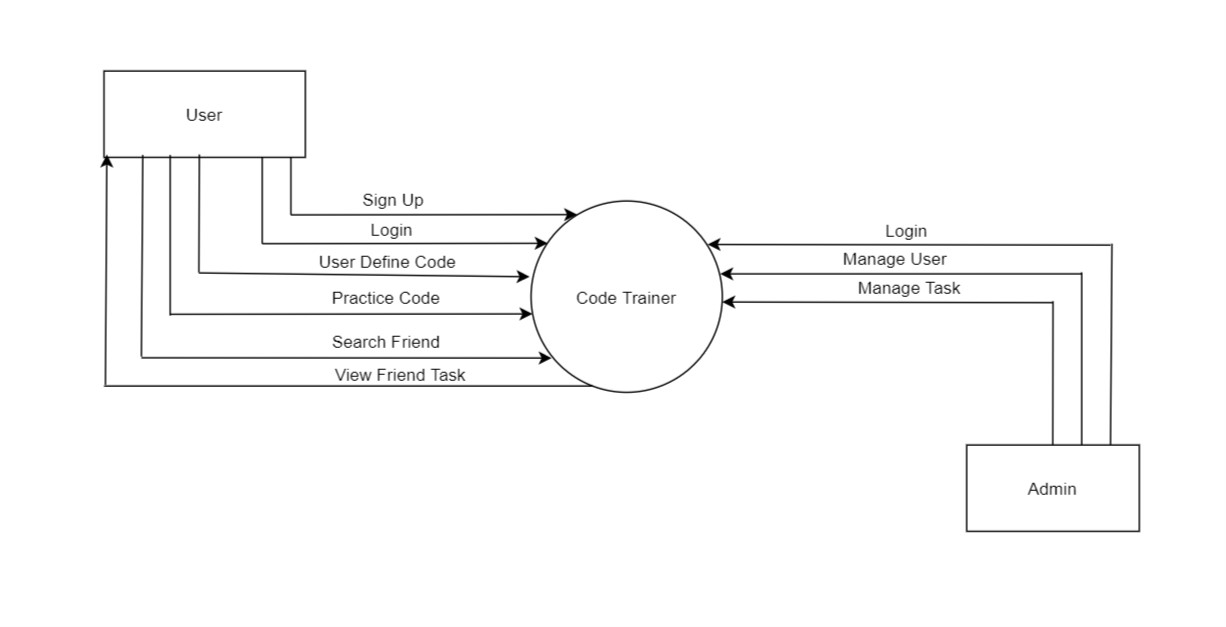 User
Sign Up
Login
User Define Code
Practice Code
Search Friend
View Friend Task
Code Trainer
Login
Manage User
Manage Task
Admin